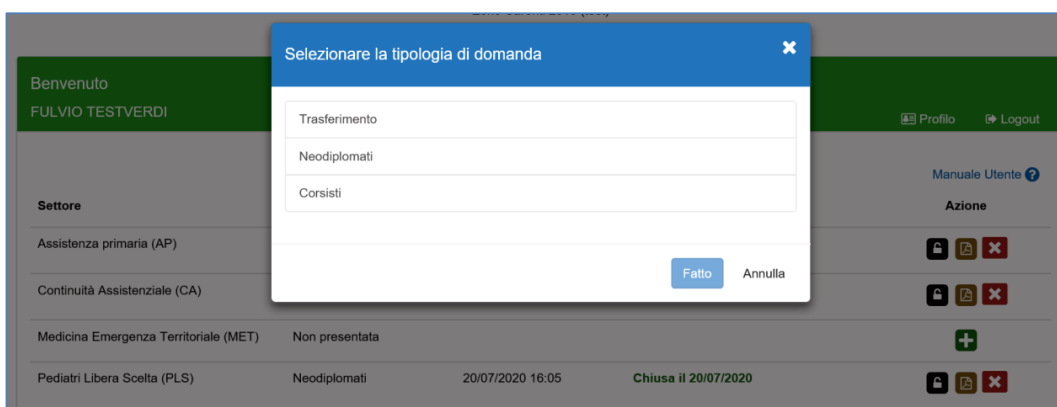 Selezionare la tipologia di domanda
Benvenuto
FULVIO TESTVERDI
Profilo
Logout
Trasferimento
Neodiplomati
Corsisti
Manuale Utente
Settore
Azione
Assistenza primaria (AP)
Fatto
Annulla
Continuità Assistenziale (CA)
Medicina Emergenza Territoriale (MET) Non presentata
Pediatri Libera Scelta (PLS) Neodiplomati 20/07/2020 16:05 Chiusa il 20/07/2020